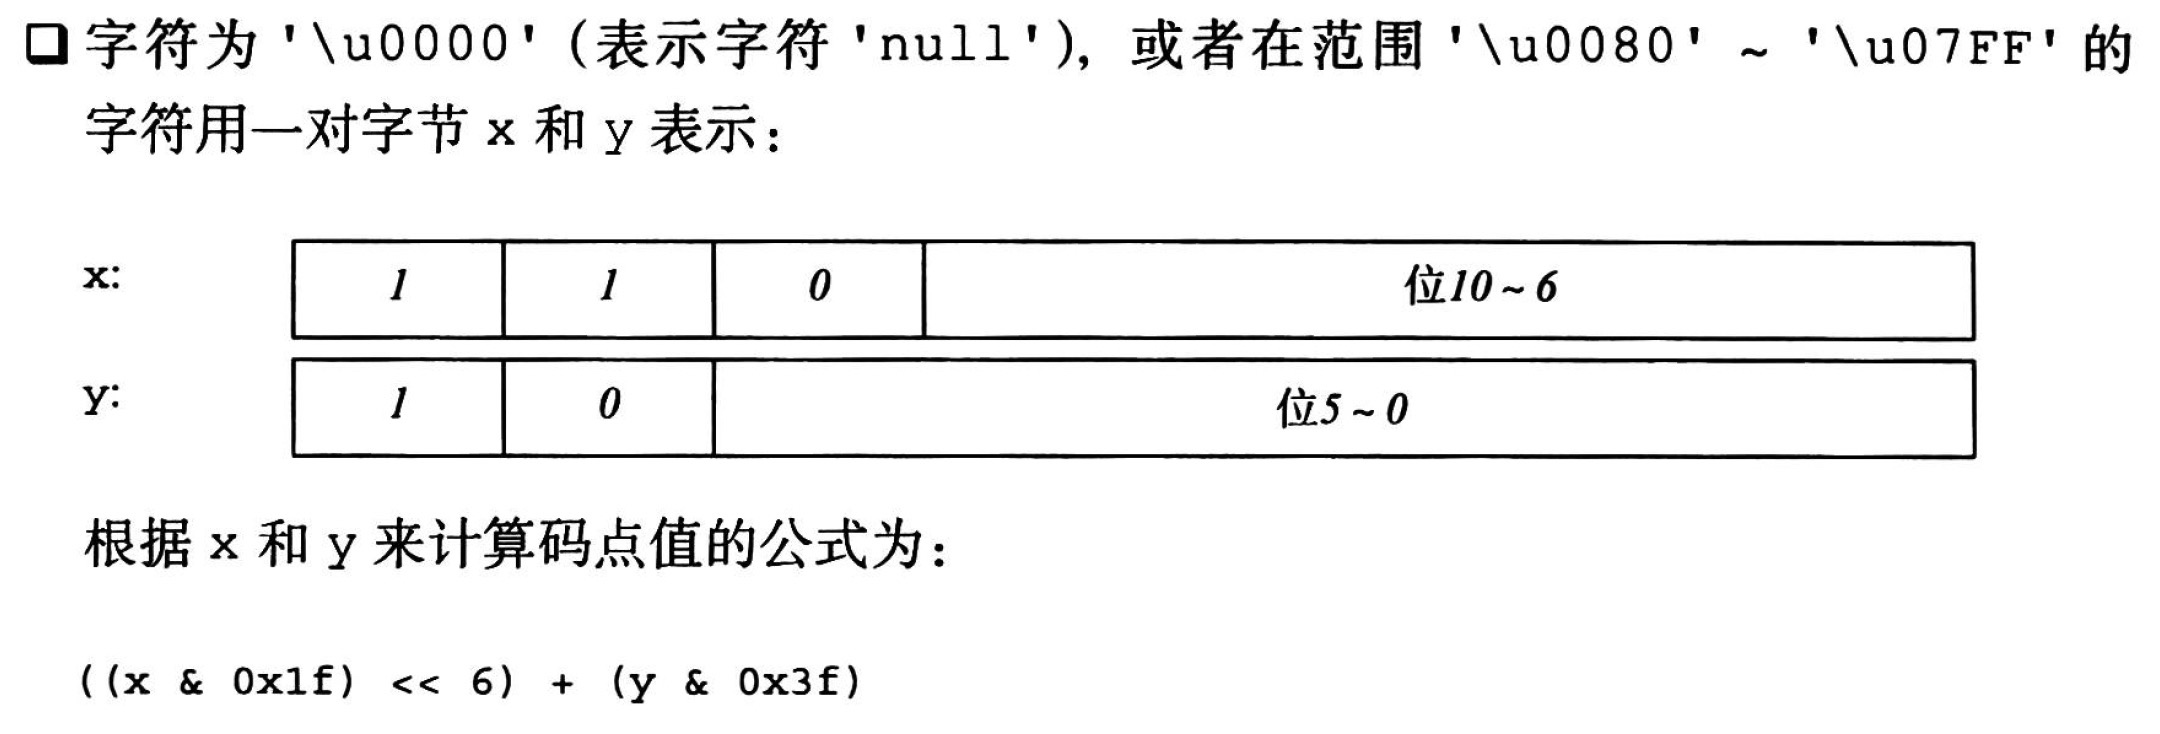 ❑ 字符为 '\u0000' (表示字符 'null'), 或者在范围 '\u0080' ~ '\u07FF' 的
字符用一对字节 x 和 y 表示：
x: 1 1 0 位10 ~ 6
y: 1 0 位5 ~ 0
根据 x 和 y 来计算码点值的公式为：
((x & 0x1f) << 6) + (y & 0x3f)